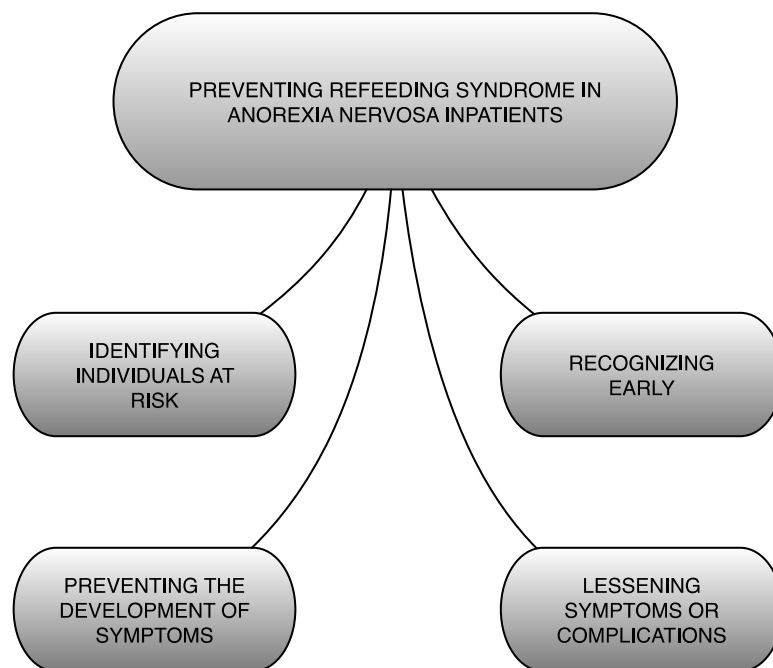 PREVENTING REFEEDING SYNDROME IN
ANOREXIA NERVOSA INPATIENTS
IDENTIFYING
INDIVIDUALS AT
RISK
RECOGNIZING
EARLY
PREVENTING THE
DEVELOPMENT OF
SYMPTOMS
LESSENING
SYMPTOMS OR
COMPLICATIONS